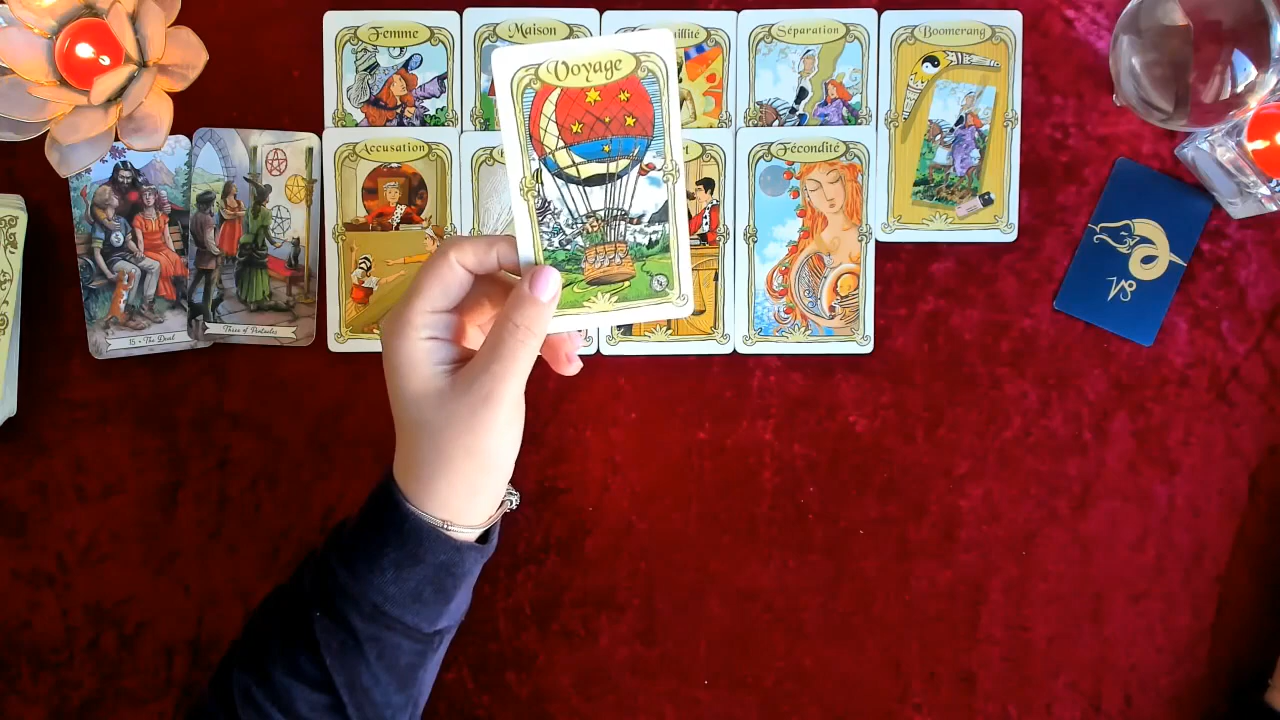 Femme
Maison
Séparation
Boomerang
Voyage
Accusation
Fécondité
15 • The Devil
Three of Pentacles